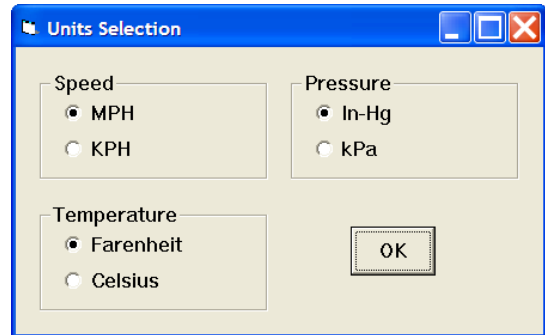 Units Selection
Speed
MPH
KPH
Pressure
In-Hg
kPa
Temperature
Farenheit
Celsius
OK